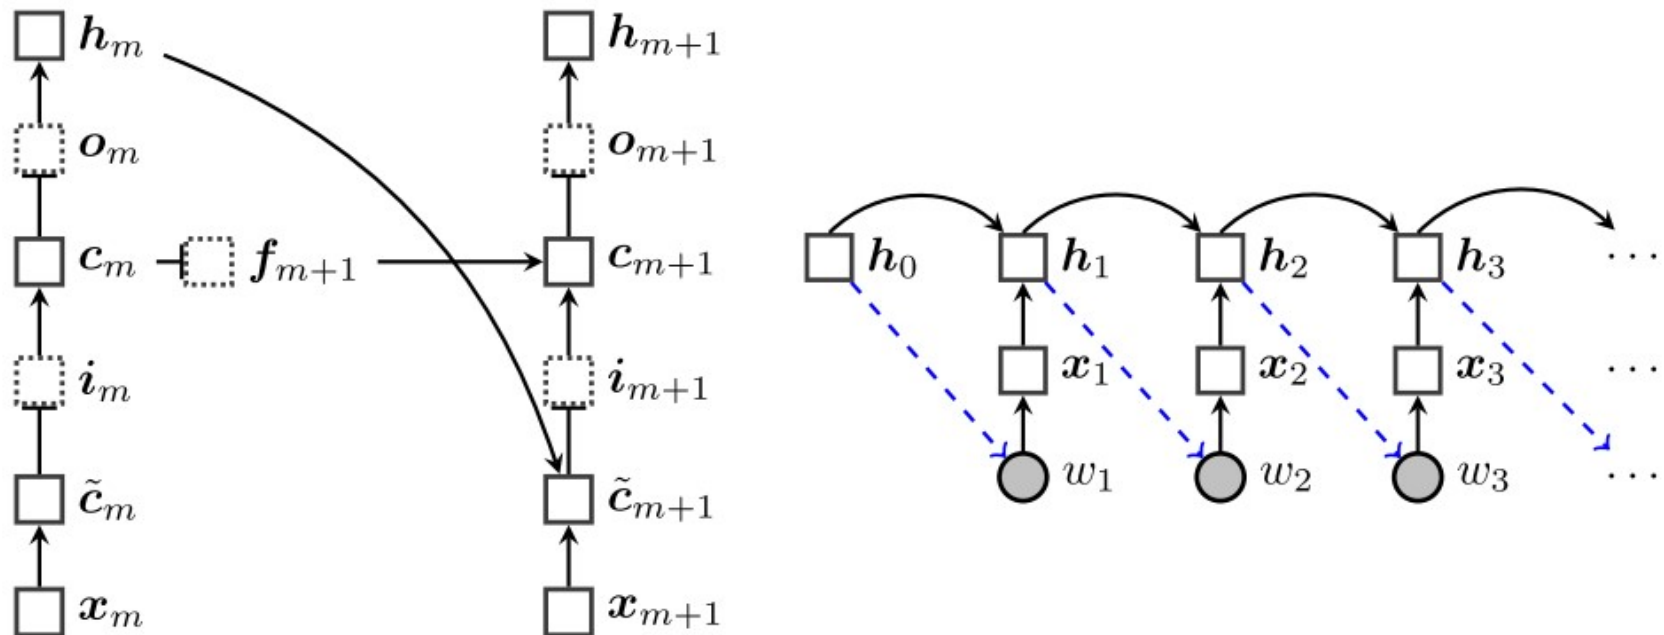 h_m h_{m+1}
o_m o_{m+1}
c_m f_{m+1} c_{m+1} h_0 h_1 h_2 h_3 ...
i_m i_{m+1} x_1 x_2 x_3 ...
c̃_m c̃_{m+1} w_1 w_2 w_3 ...
x_m x_{m+1}